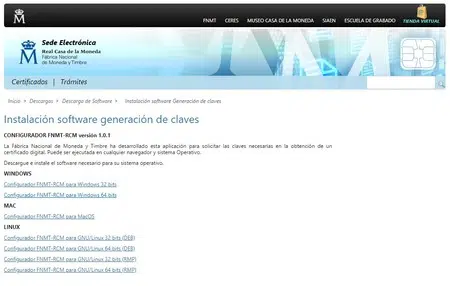 FNMT CERES MUSEO CASA DE LA MONEDA SIAEN ESCUELA DE GRABADO TIENDA VIRTUAL
Sede Electrónica
Real Casa de la Moneda
Fábrica Nacional
de Moneda y Timbre
Certificados | Trámites
Inicio > Descargas > Descarga de Software > Instalación software Generación de claves
Instalación software generación de claves
CONFIGURADOR FNMT-RCM versión 1.0.1
La Fábrica Nacional de Moneda y Timbre ha desarrollado esta aplicación para solicitar las claves necesarias en la obtención de un
certificado digital. Puede ser ejecutada en cualquier navegador y sistema Operativo.
Descargue e instale el software necesario para su sistema operativo.
WINDOWS
Configurador FNMT-RCM para Windows 32 bits
Configurador FNMT-RCM para Windows 64 bits
MAC
Configurador FNMT-RCM para MacOS
LINUX
Configurador FNMT-RCM para GNU/Linux 32 bits (DEB)
Configurador FNMT-RCM para GNU/Linux 64 bits (DEB)
Configurador FNMT-RCM para GNU/Linux 32 bits (RMP)
Configurador FNMT-RCM para GNU/Linux 64 bits (RMP)